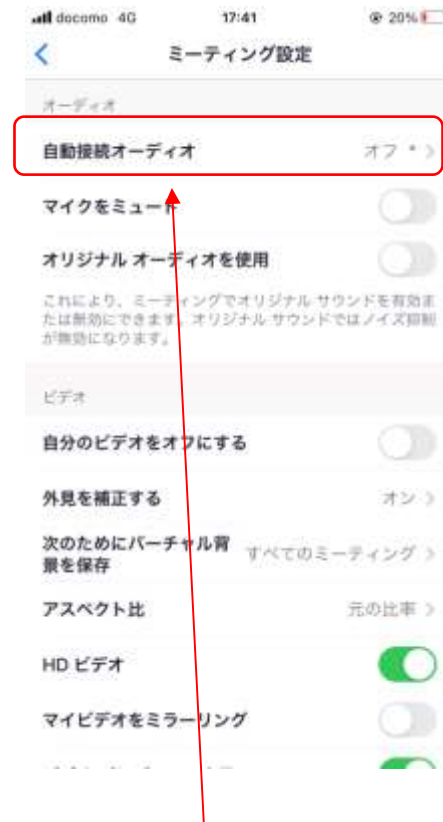 docomo 4G 17:41 20%
ミーティング設定
オーディオ
自動接続オーディオ オフ *
マイクをミュート
オリジナル オーディオを使用
これにより、ミーティングでオリジナル サウンドを有効ま
たは無効にできます。オリジナル サウンドではノイズ抑制
が無効になります。
ビデオ
自分のビデオをオフにする
外見を補正する オン
次のためにバーチャル背 すべてのミーティング
景を保存
アスペクト比 元の比率
HD ビデオ
マイビデオをミラーリング